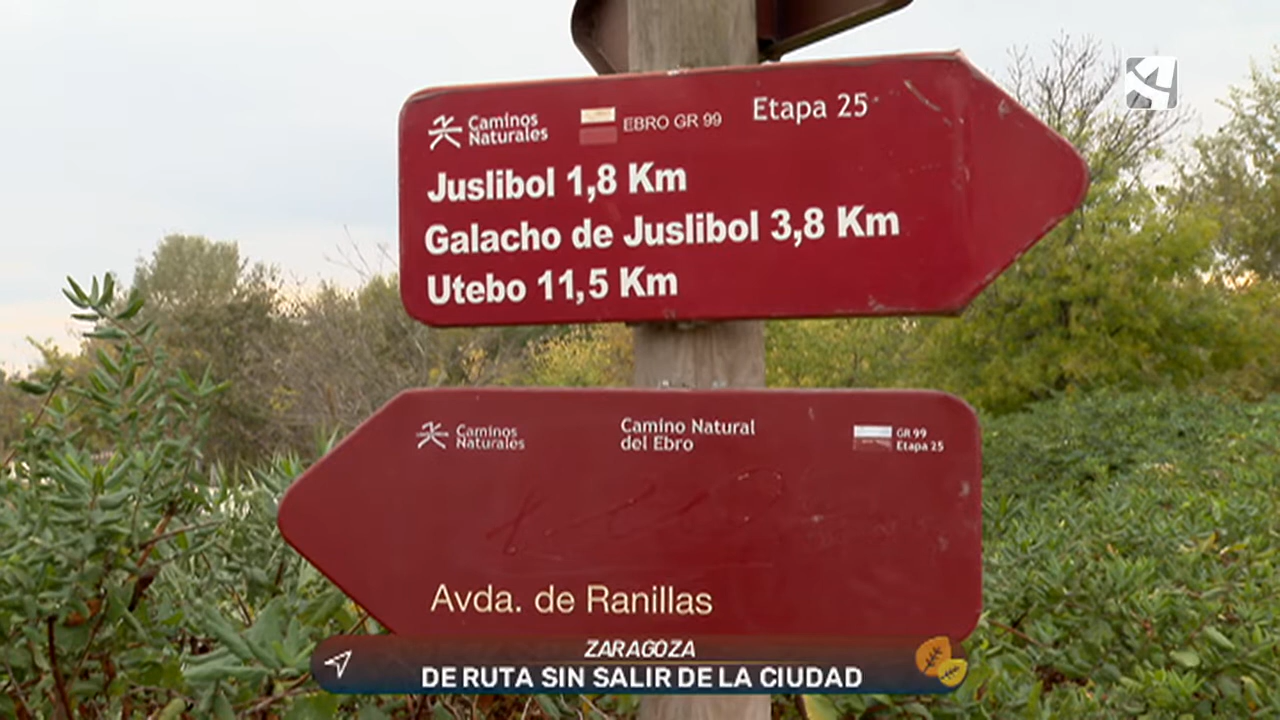 Caminos
Naturales
EBRO GR 99
Etapa 25
Juslibol 1,8 Km
Galacho de Juslibol 3,8 Km
Utebo 11,5 Km
Caminos
Naturales
Camino Natural
del Ebro
GR 99
Etapa 25
Avda. de Ranillas
ZARAGOZA
DE RUTA SIN SALIR DE LA CIUDAD